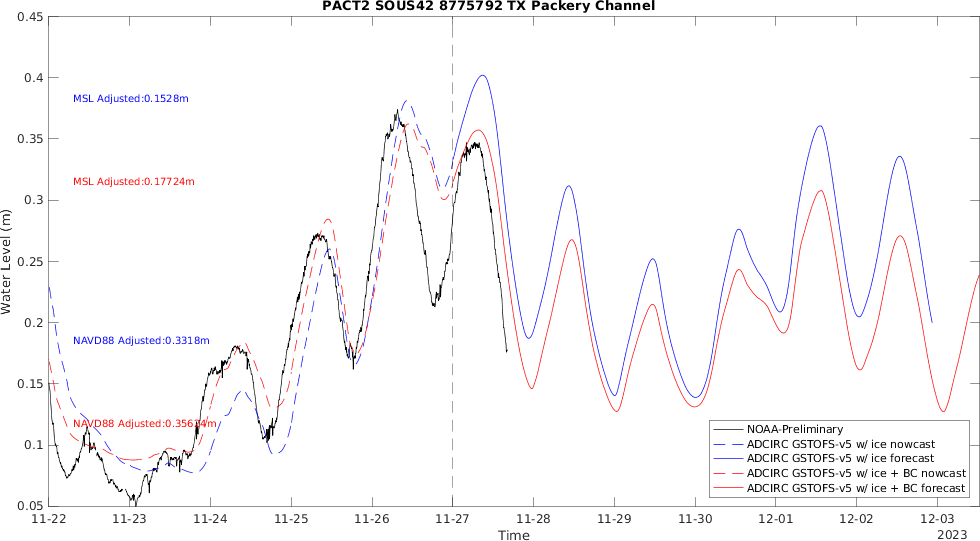 PACT2 SOUS42 8775792 TX Packery Channel
0.45
0.4
0.35
0.3
0.25
0.2
0.15
0.1
0.05
Water Level (m)
MSL Adjusted:0.1528m
MSL Adjusted:0.17724m
NAVD88 Adjusted:0.3318m
NAVD88 Adjusted:0.35624m
NOAA-Preliminary
ADCIRC GSTOFS-v5 w/ ice nowcast
ADCIRC GSTOFS-v5 w/ ice forecast
ADCIRC GSTOFS-v5 w/ ice + BC nowcast
ADCIRC GSTOFS-v5 w/ ice + BC forecast
11-22 11-23 11-24 11-25 11-26 11-27 11-28 11-29 11-30 12-01 12-02 12-03
Time
2023